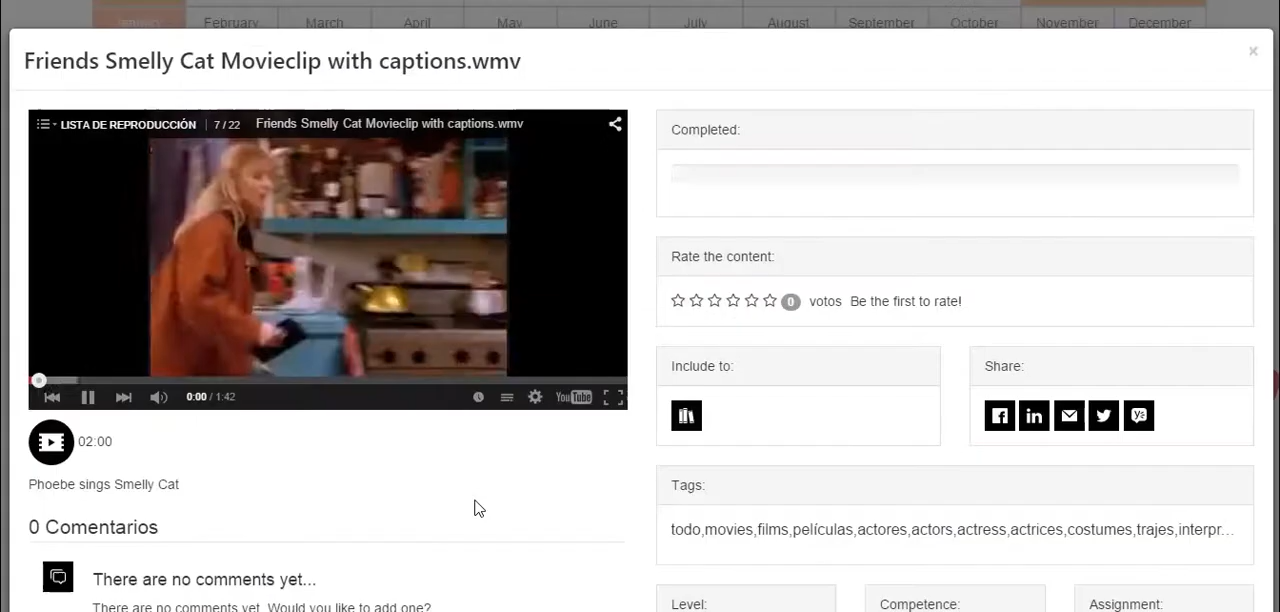 January February March April May June July August September October November December
Friends Smelly Cat Movieclip with captions.wmv ×
LISTA DE REPRODUCCIÓN | 7 / 22 Friends Smelly Cat Movieclip with captions.wmv
0:00 / 1:42 YouTube
02:00
Phoebe sings Smelly Cat
0 Comentarios
There are no comments yet...
There are no comments yet. Would you like to add one?
Completed:
Rate the content:
0 votos Be the first to rate!
Include to:
Share:
Tags:
todo,movies,films,películas,actores,actors,actress,actrices,costumes,trajes,interpr...
Level:
Competence:
Assignment: